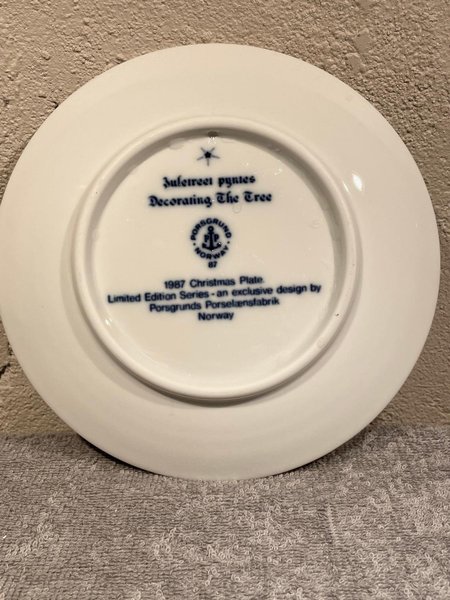 Juletreet pyntes
Decorating The Tree
PORSGRUND
NORWAY
87
1987 Christmas Plate.
Limited Edition Series - an exclusive design by
Porsgrunds Porselænsfabrik
Norway